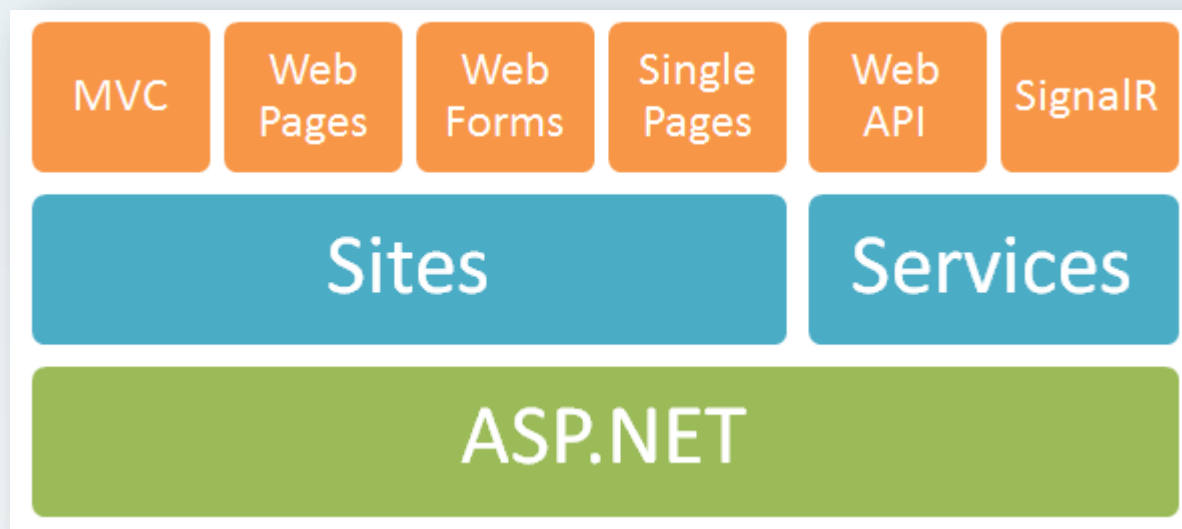 MVC
Web
Pages
Web
Forms
Single
Pages
Web
API
SignalR
Sites
Services
ASP.NET